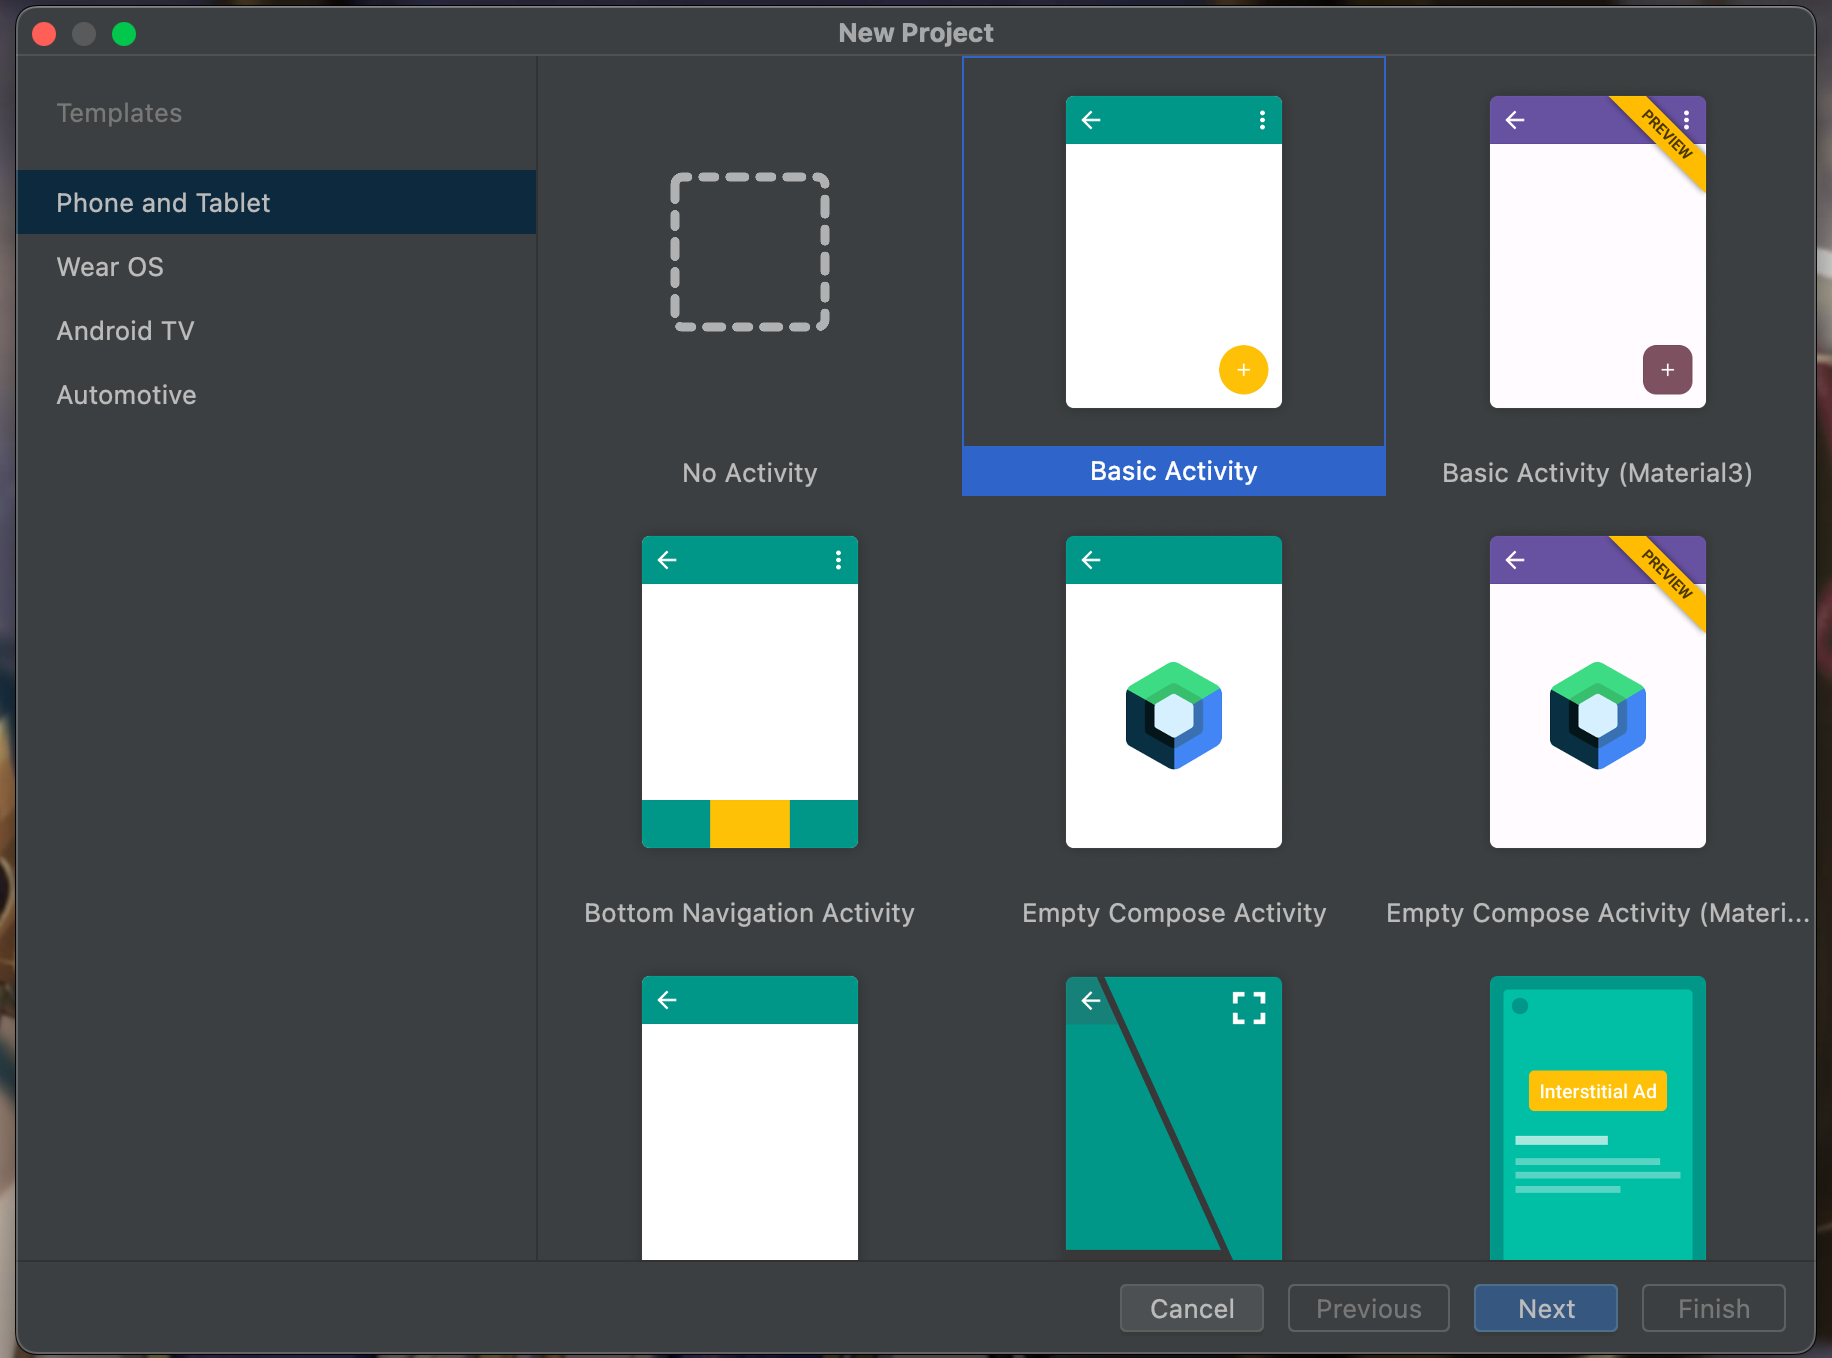 New Project
Templates
Phone and Tablet
Wear OS
Android TV
Automotive
PREVIEW
No Activity
Basic Activity
Basic Activity (Material3)
PREVIEW
Bottom Navigation Activity
Empty Compose Activity
Empty Compose Activity (Materi...
Interstitial Ad
Cancel
Previous
Next
Finish